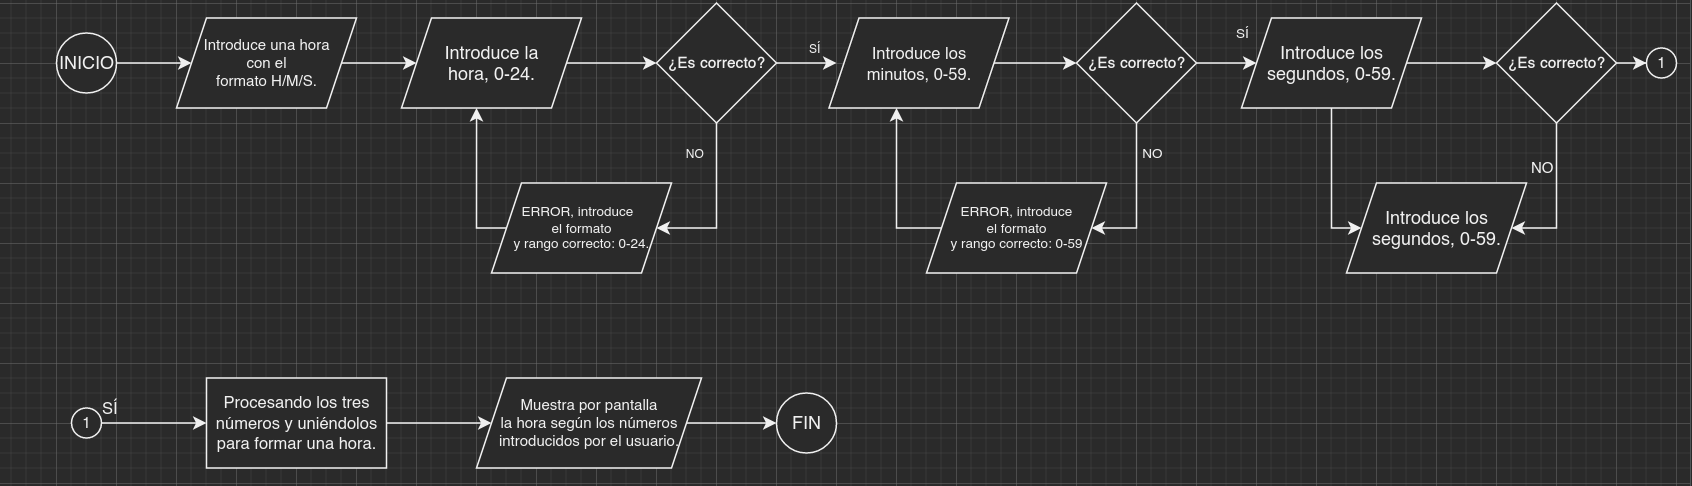 INICIO
Introduce una hora
con el
formato H/M/S.
Introduce la
hora, 0-24.
¿Es correcto?
SÍ
Introduce los
minutos, 0-59.
¿Es correcto?
SÍ
Introduce los
segundos, 0-59.
¿Es correcto?
1
NO
ERROR, introduce
el formato
y rango correcto: 0-24.
NO
ERROR, introduce
el formato
y rango correcto: 0-59
NO
Introduce los
segundos, 0-59.
1
SÍ
Procesando los tres
números y uniéndolos
para formar una hora.
Muestra por pantalla
la hora según los números
introducidos por el usuario.
FIN